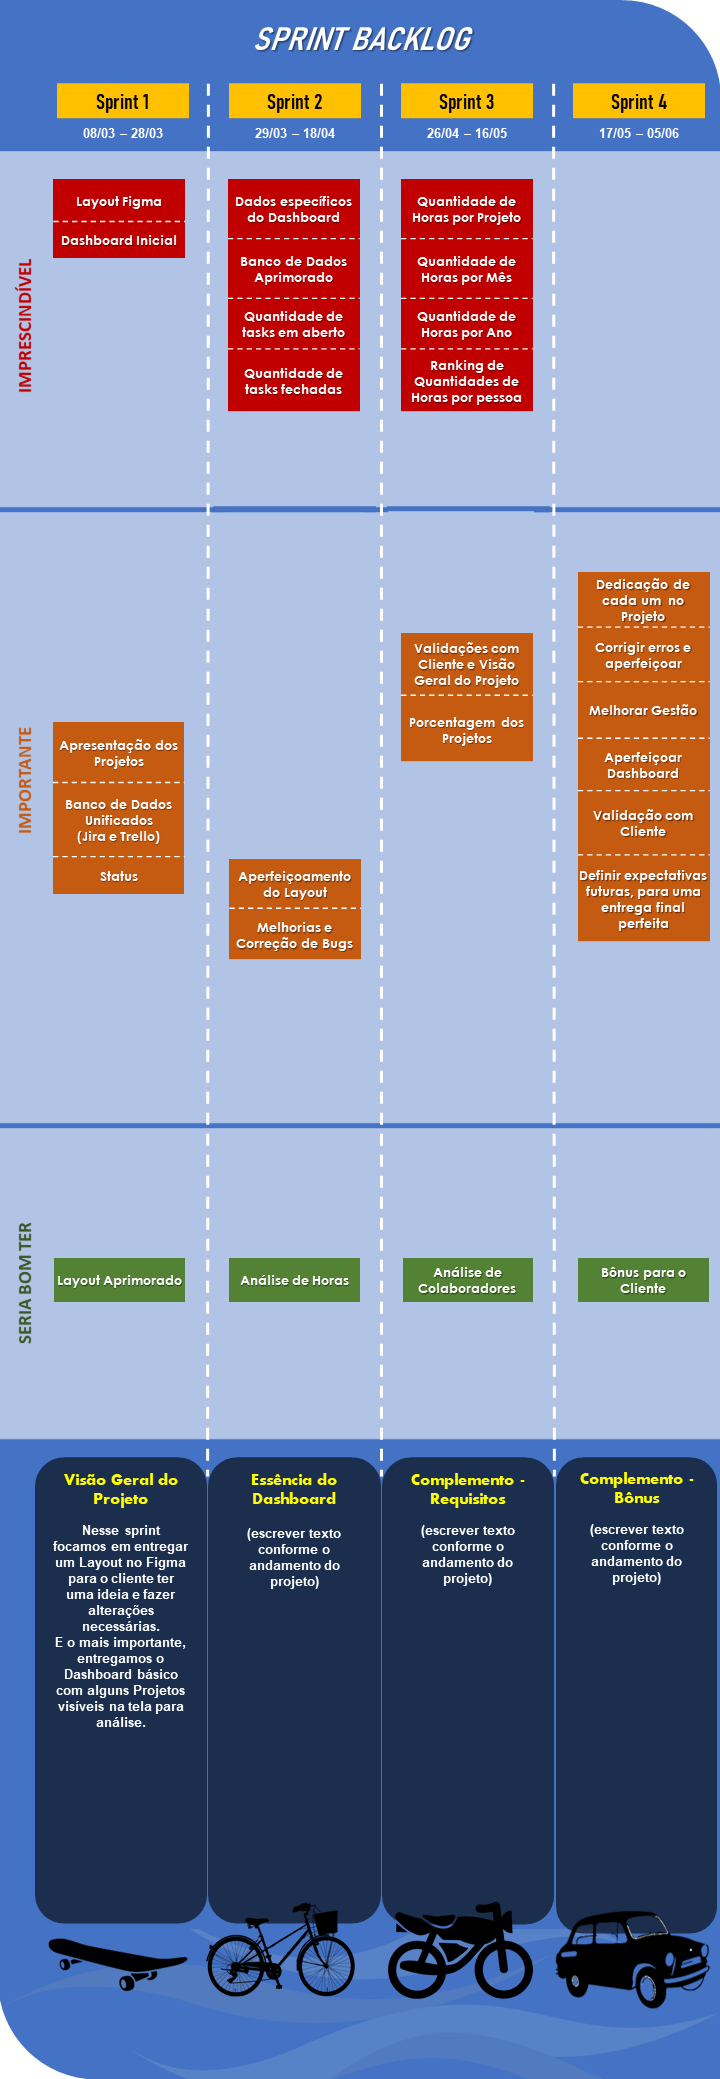 SPRINT BACKLOG
Sprint 1
08/03 – 28/03
Sprint 2
29/03 – 18/04
Sprint 3
26/04 – 16/05
Sprint 4
17/05 – 05/06
IMPRESCINDÍVEL
Layout Figma
Dashboard Inicial
Dados específicos
do Dashboard
Banco de Dados
Aprimorado
Quantidade de
tasks em aberto
Quantidade de
tasks fechadas
Quantidade de
Horas por Projeto
Quantidade de
Horas por Mês
Quantidade de
Horas por Ano
Ranking de
Quantidades de
Horas por pessoa
IMPORTANTE
Apresentação dos
Projetos
Banco de Dados
Unificados
(Jira e Trello)
Status
Aperfeiçoamento
do Layout
Melhorias e
Correção de Bugs
Validações com
Cliente e Visão
Geral do Projeto
Porcentagem dos
Projetos
Dedicação de
cada um no
Projeto
Corrigir erros e
aperfeiçoar
Melhorar Gestão
Aperfeiçoar
Dashboard
Validação com
Cliente
Definir expectativas
futuras, para uma
entrega final
perfeita
SERIA BOM TER
Layout Aprimorado
Análise de Horas
Análise de
Colaboradores
Bônus para o
Cliente
Visão Geral do
Projeto
Nesse sprint
focamos em entregar
um Layout no Figma
para o cliente ter
uma ideia e fazer
alterações
necessárias.
E o mais importante,
entregamos o
Dashboard básico
com alguns Projetos
visíveis na tela para
análise.
Essência do
Dashboard
(escrever texto
conforme o
andamento do
projeto)
Complemento -
Requisitos
(escrever texto
conforme o
andamento do
projeto)
Complemento -
Bônus
(escrever texto
conforme o
andamento do
projeto)